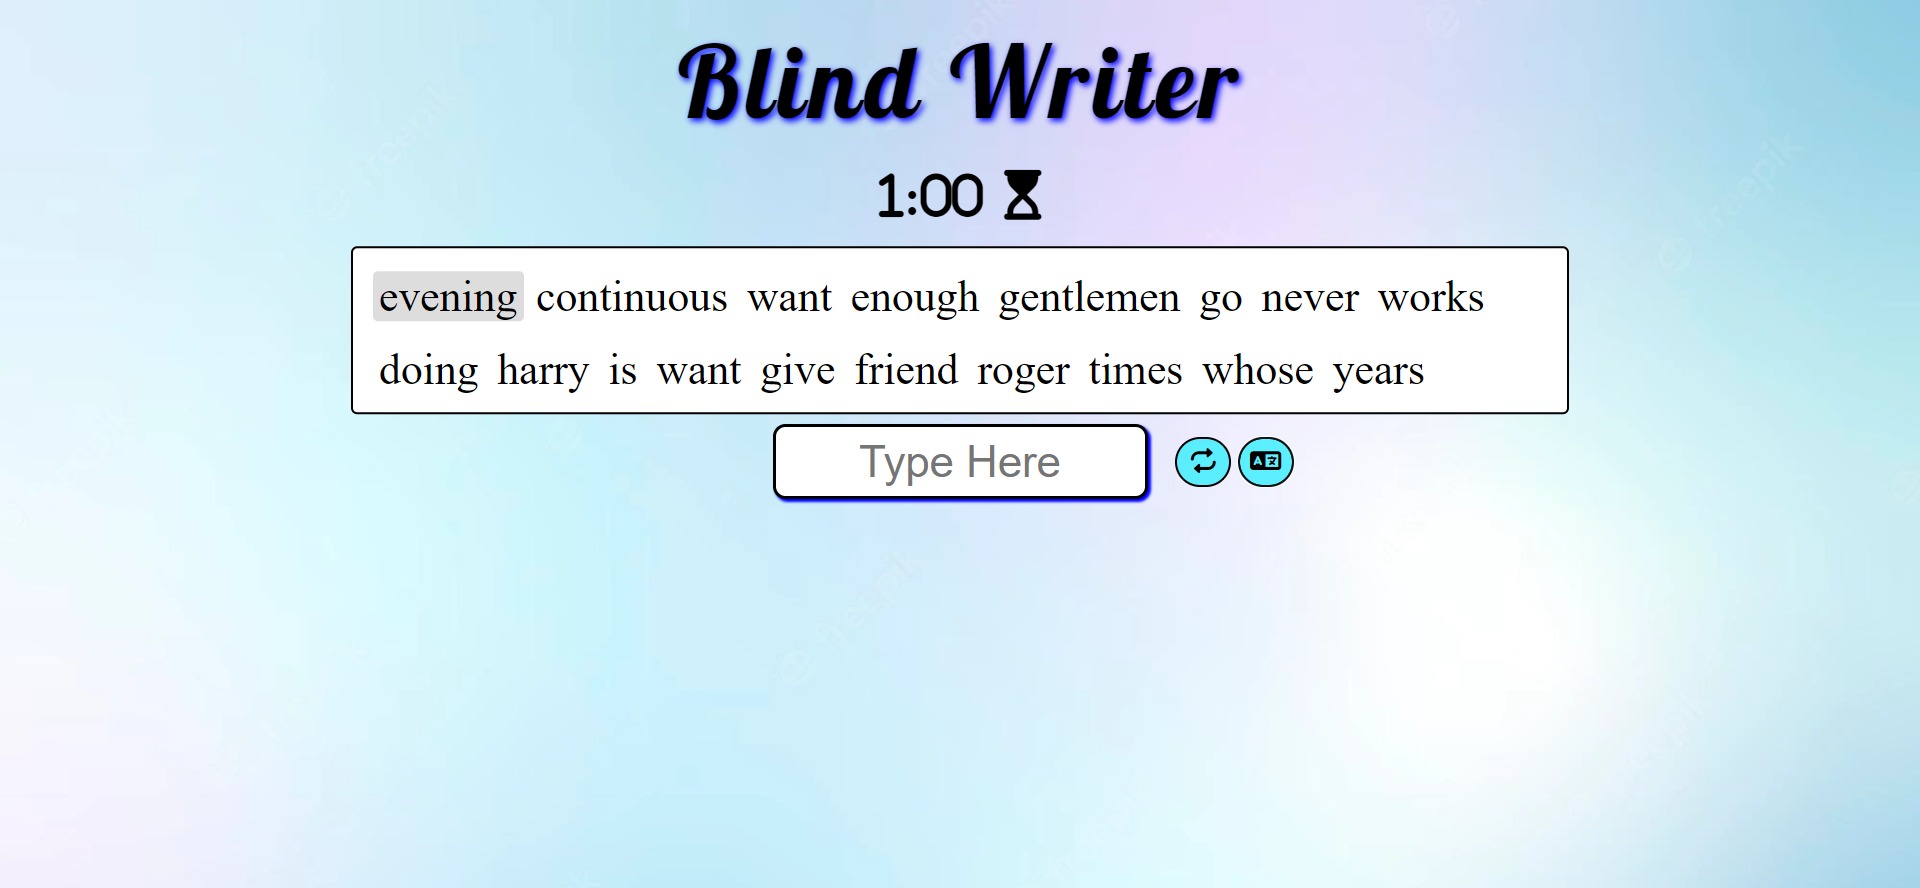 Blind Writer
1:00
evening continuous want enough gentlemen go never works
doing harry is want give friend roger times whose years
Type Here